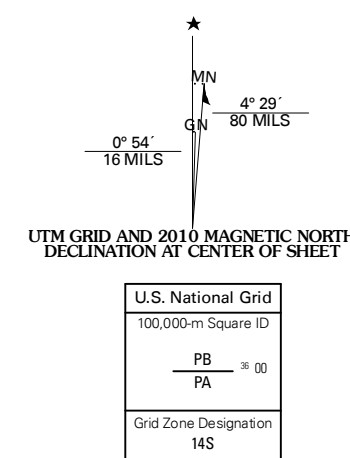 ★
MN
GN
4° 29´
80 MILS
0° 54´
16 MILS
UTM GRID AND 2010 MAGNETIC NORTH
DECLINATION AT CENTER OF SHEET
U.S. National Grid
100,000-m Square ID
PB
36 00
PA
Grid Zone Designation
14S